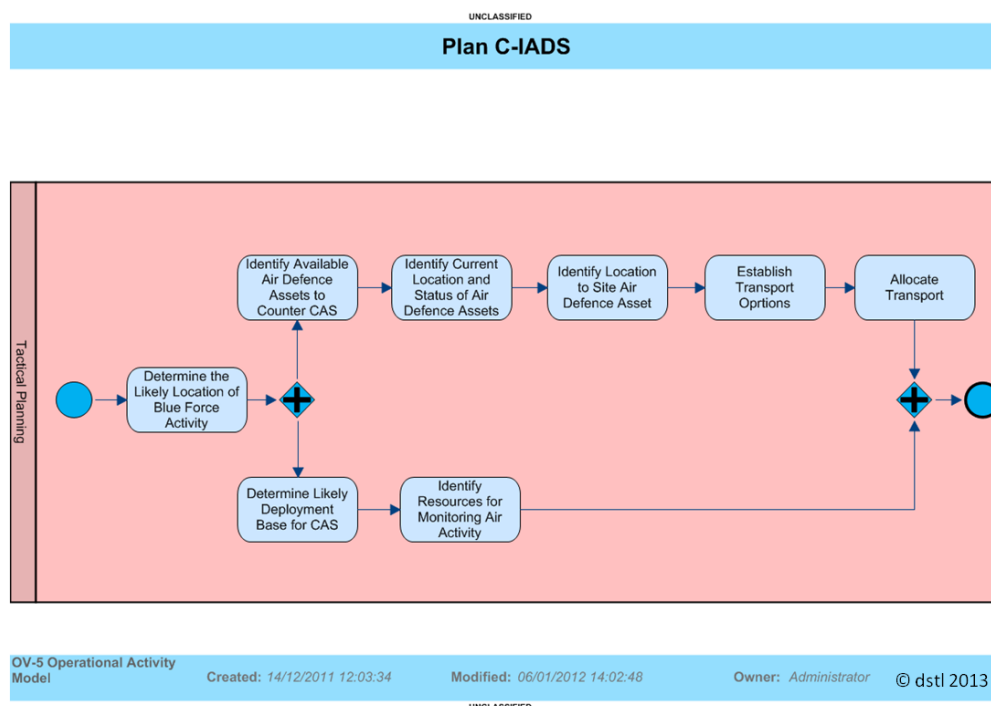 UNCLASSIFIED
Plan C-IADS
Tactical Planning
Identify Available
Air Defence
Assets to
Counter CAS
Identify Current
Location and
Status of Air
Defence Assets
Identify Location
to Site Air
Defence Asset
Establish
Transport
Options
Allocate
Transport
Determine the
Likely Location of
Blue Force
Activity
Determine Likely
Deployment
Base for CAS
Identify
Resources for
Monitoring Air
Activity
OV-5 Operational Activity
Model
Created: 14/12/2011 12:03:34
Modified: 06/01/2012 14:02:48
Owner: Administrator
© dstl 2013
UNCLASSIFIED